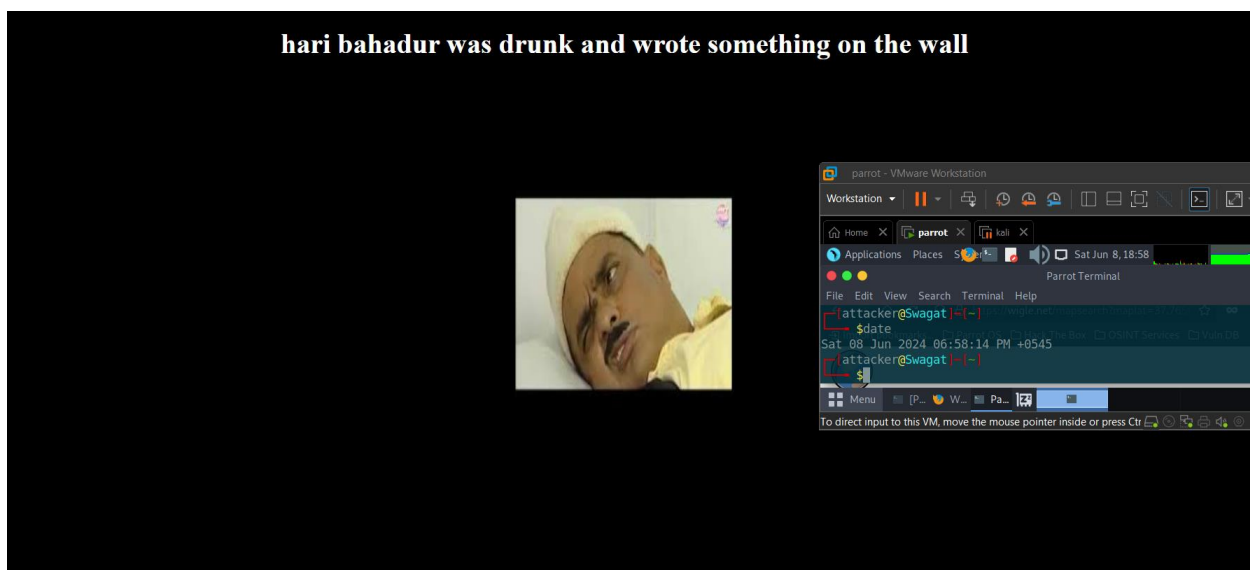 hari bahadur was drunk and wrote something on the wall
parrot - VMware Workstation
Workstation
Home parrot kali
Applications Places Sat Jun 8, 18:58
Parrot Terminal
File Edit View Search Terminal Help
[attacker@Swagat]─[~]
$date
Sat 08 Jun 2024 06:58:14 PM +0545
[attacker@Swagat]─[~]
$
Menu [P... W... Pa...
To direct input to this VM, move the mouse pointer inside or press Ctr